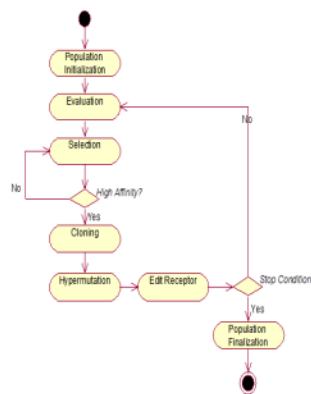 Population
Initialization
Evaluation
No
Selection
No
High Affinity?
Yes
Cloning
Hypermutation
Edit Receptor
Stop Condition
Yes
Population
Finalization